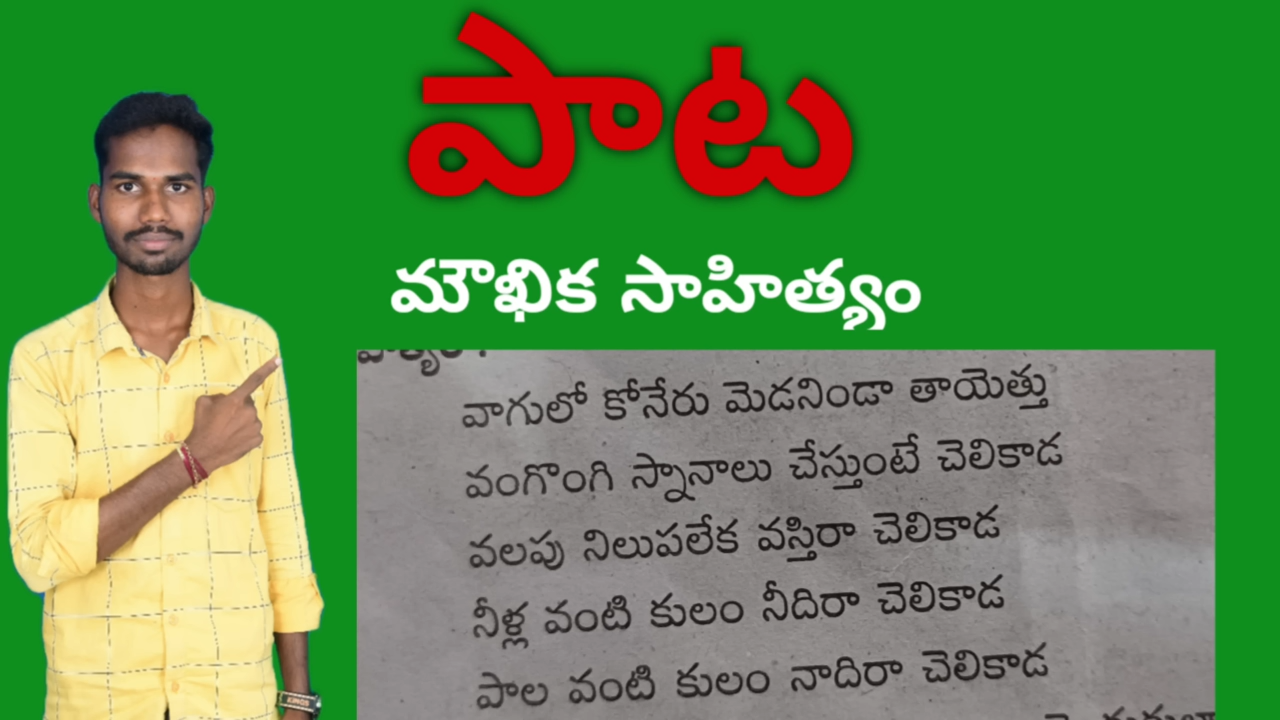 పాట
మౌఖిక సాహిత్యం
వాగులో కోనేరు మెడనిండా తాయెత్తు
వంగొంగి స్నానాలు చేస్తుంటే చెలికాడ
వలపు నిలుపలేక వస్తిరా చెలికాడ
నీళ్ల వంటి కులం నీదిరా చెలికాడ
పాల వంటి కులం నాదిరా చెలికాడ